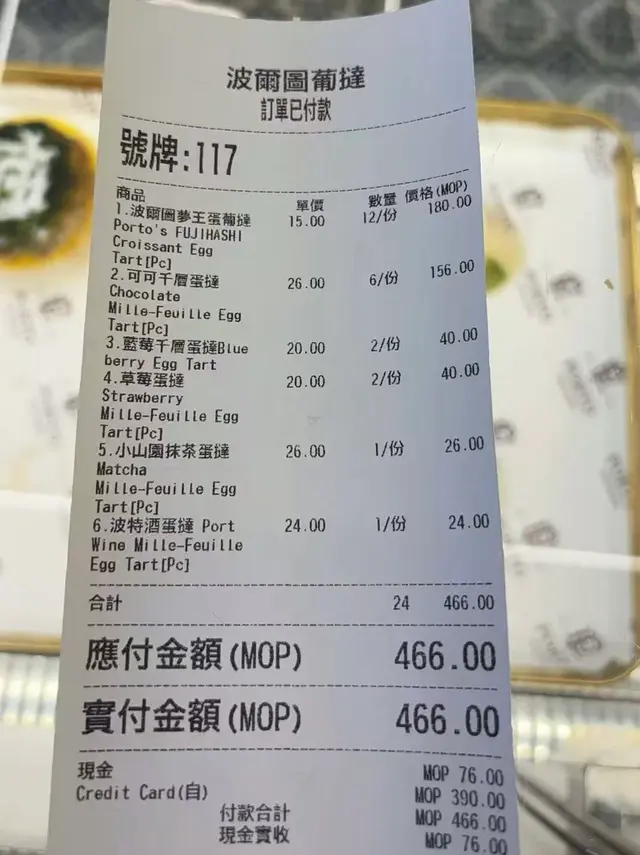 波爾圖葡撻
訂單已付款
號牌:117
商品 單價 數量 價格(MOP)
1.波爾圖夢王蛋葡撻 15.00 12/份 180.00
Porto's FUJIHASHI
Croissant Egg
Tart[Pc]
2.可可千層蛋撻 26.00 6/份 156.00
Chocolate
Mille-Feuille Egg
Tart[Pc]
3.藍莓千層蛋撻Blue 20.00 2/份 40.00
berry Egg Tart
4.草莓蛋撻 20.00 2/份 40.00
Strawberry
Mille-Feuille Egg
Tart[Pc]
5.小山園抹茶蛋撻 26.00 1/份 26.00
Matcha
Mille-Feuille Egg
Tart[Pc]
6.波特酒蛋撻 Port 24.00 1/份 24.00
Wine Mille-Feuille
Egg Tart[Pc]
合計 24 466.00
應付金額(MOP) 466.00
實付金額(MOP) 466.00
現金 MOP 76.00
Credit Card(自) MOP 390.00
付款合計 MOP 466.00
現金實收 MOP 76.00